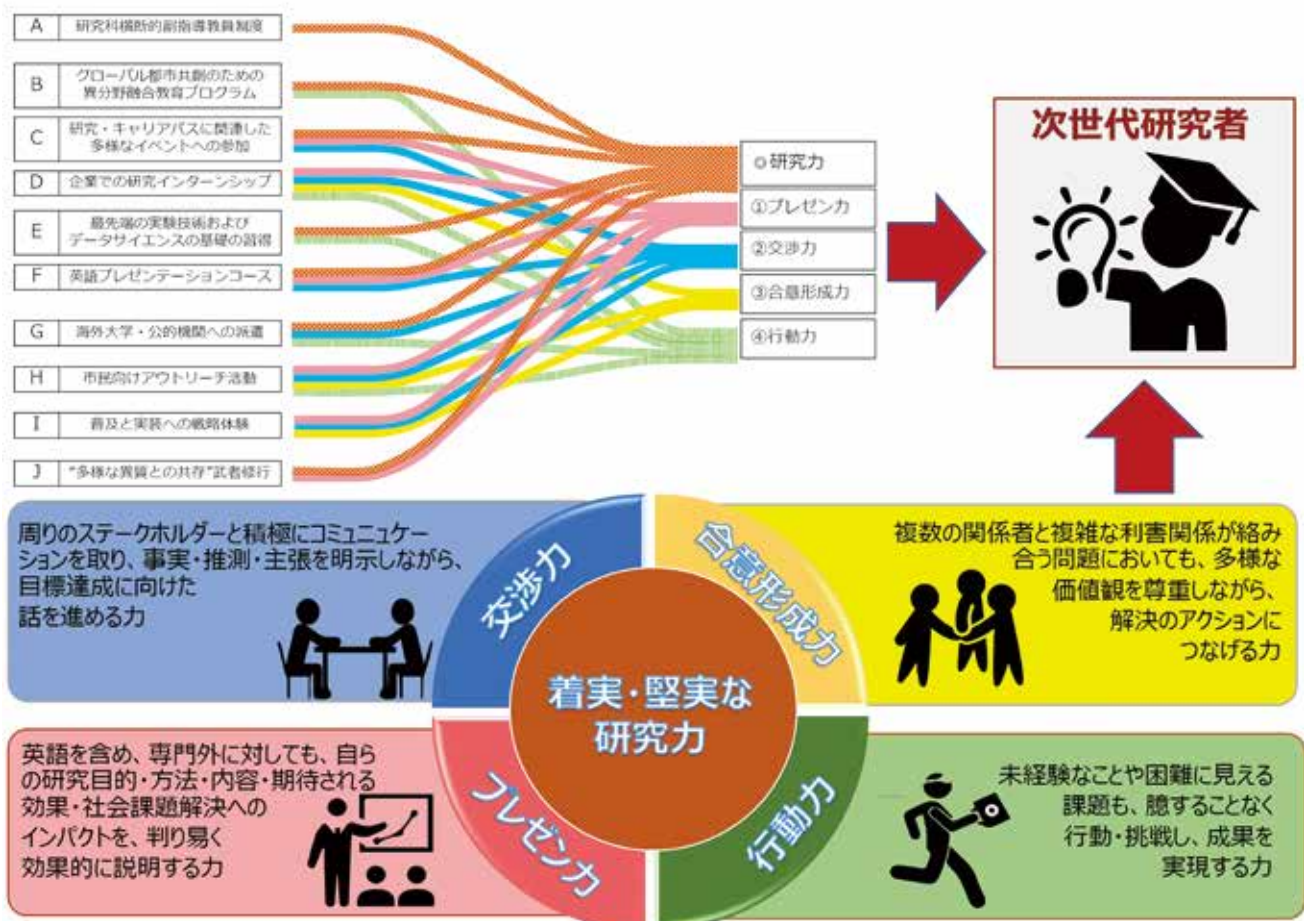 A 研究科横断的副指導教員制度
B グローバル都市共創のための
異分野融合教育プログラム
C 研究・キャリアパスに関連した
多様なイベントへの参加
D 企業での研究インターンシップ
E 最先端の実験技術および
データサイエンスの基礎の習得
F 英語プレゼンテーションコース
G 海外大学・公的機関への派遣
H 市民向けアウトリーチ活動
I 普及と実装への戦略体験
J "多様な異質との共存"武者修行
◎研究力
①プレゼン力
②交渉力
③合意形成力
④行動力
次世代研究者
周りのステークホルダーと積極にコミュニュケー
ションを取り、事実・推測・主張を明示しながら、
目標達成に向けた
話を進める力
交渉力
合意形成力
複数の関係者と複雑な利害関係が絡み
合う問題においても、多様な
価値観を尊重しながら、
解決のアクションに
つなげる力
着実・堅実な
研究力
英語を含め、専門外に対しても、自ら
の研究目的・方法・内容・期待される
効果・社会課題解決への
インパクトを、判り易く
効果的に説明する力
プレゼン力
行動力
未経験なことや困難に見える
課題も、臆することなく
行動・挑戦し、成果を
実現する力